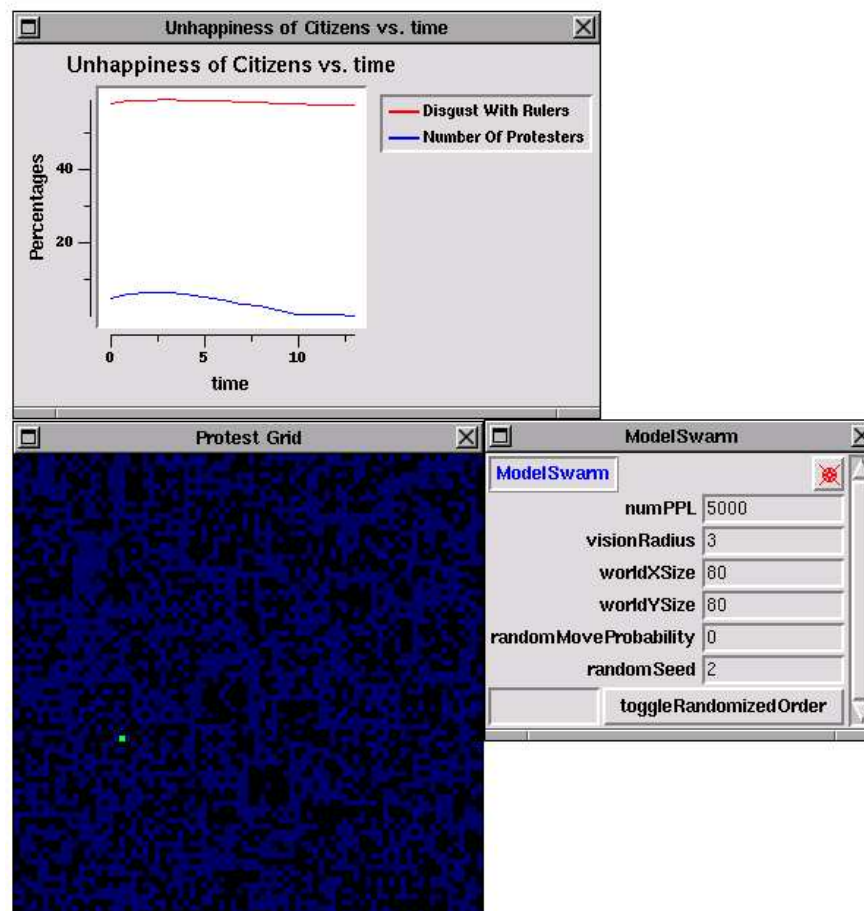 Unhappiness of Citizens vs. time
Unhappiness of Citizens vs. time
Disgust With Rulers
Number Of Protesters
Percentages
40
20
0 5 10
time
Protest Grid
ModelSwarm
ModelSwarm
numPPL 5000
visionRadius 3
worldXSize 80
worldYSize 80
randomMoveProbability 0
randomSeed 2
toggleRandomizedOrder